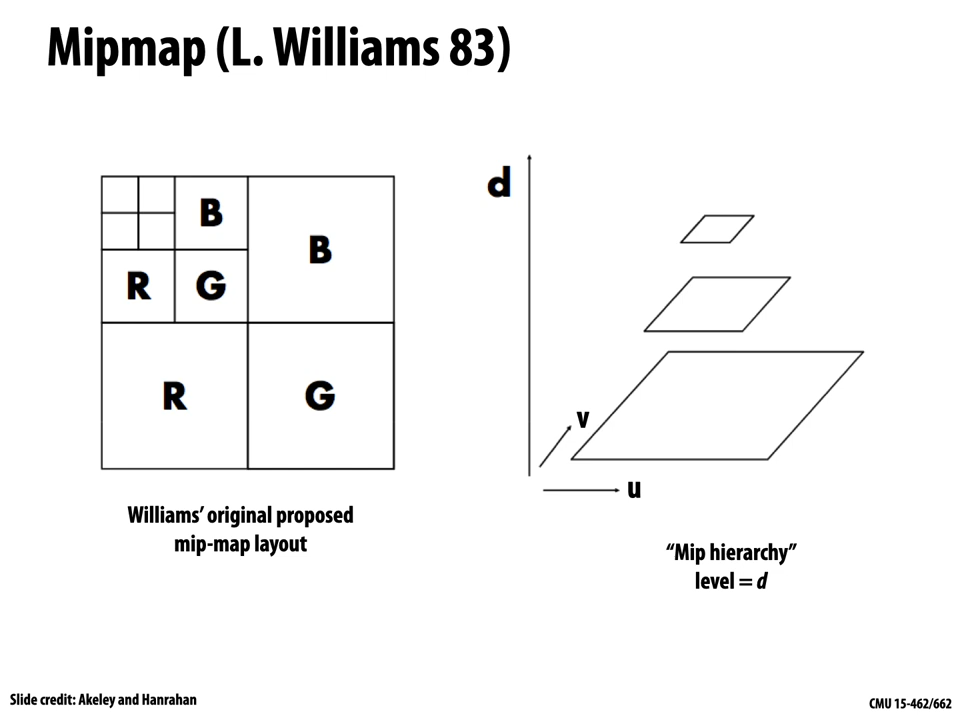 Mipmap (L. Williams 83)
B
B
R
G
R
G
Williams’ original proposed
mip-map layout
d
v
u
“Mip hierarchy”
level = d
Slide credit: Akeley and Hanrahan
CMU 15-462/662